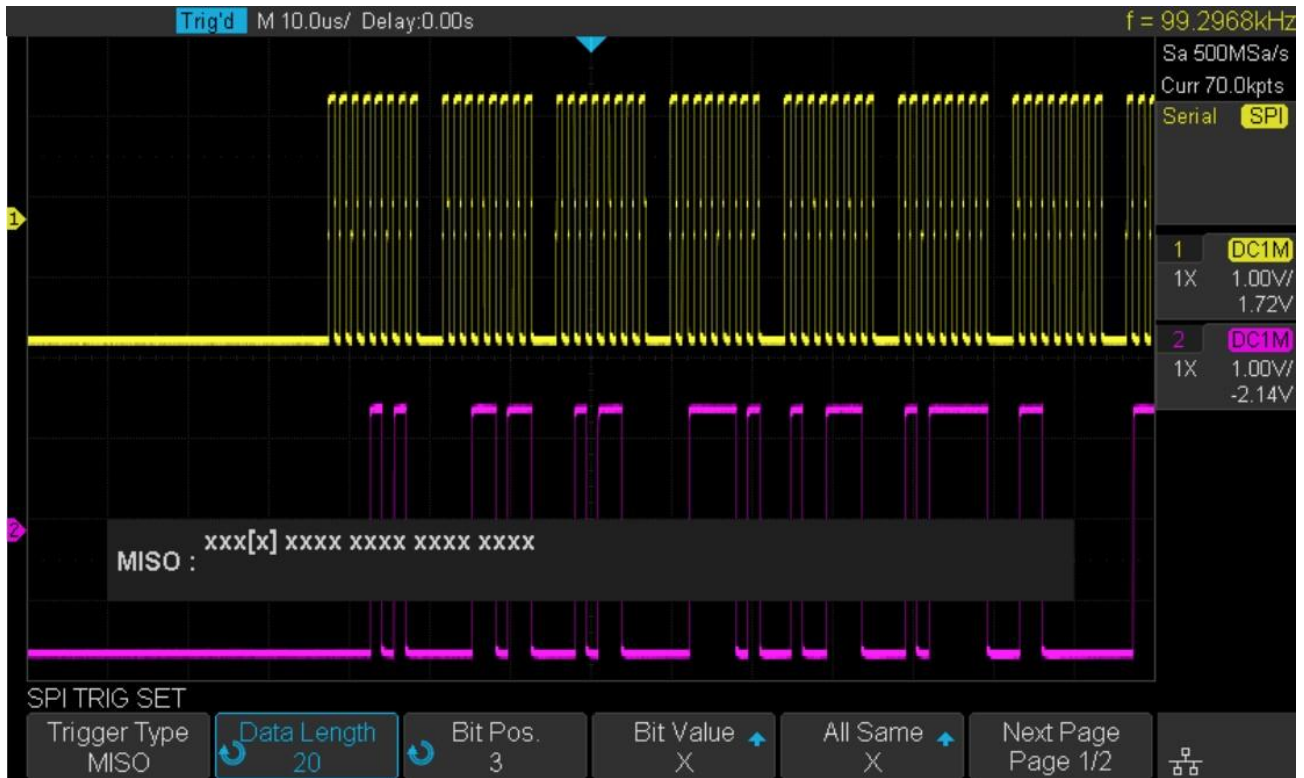 Trig'd M 10.0us/ Delay:0.00s f = 99.2968kHz
Sa 500MSa/s
Curr 70.0kpts
Serial SPI
1
1 DC1M
1X 1.00V/
1.72V
2 DC1M
1X 1.00V/
-2.14V
2
MISO : xxx[x] xxxx xxxx xxxx xxxx
SPI TRIG SET
Trigger Type Data Length Bit Pos. Bit Value All Same Next Page
MISO 20 3 X X Page 1/2